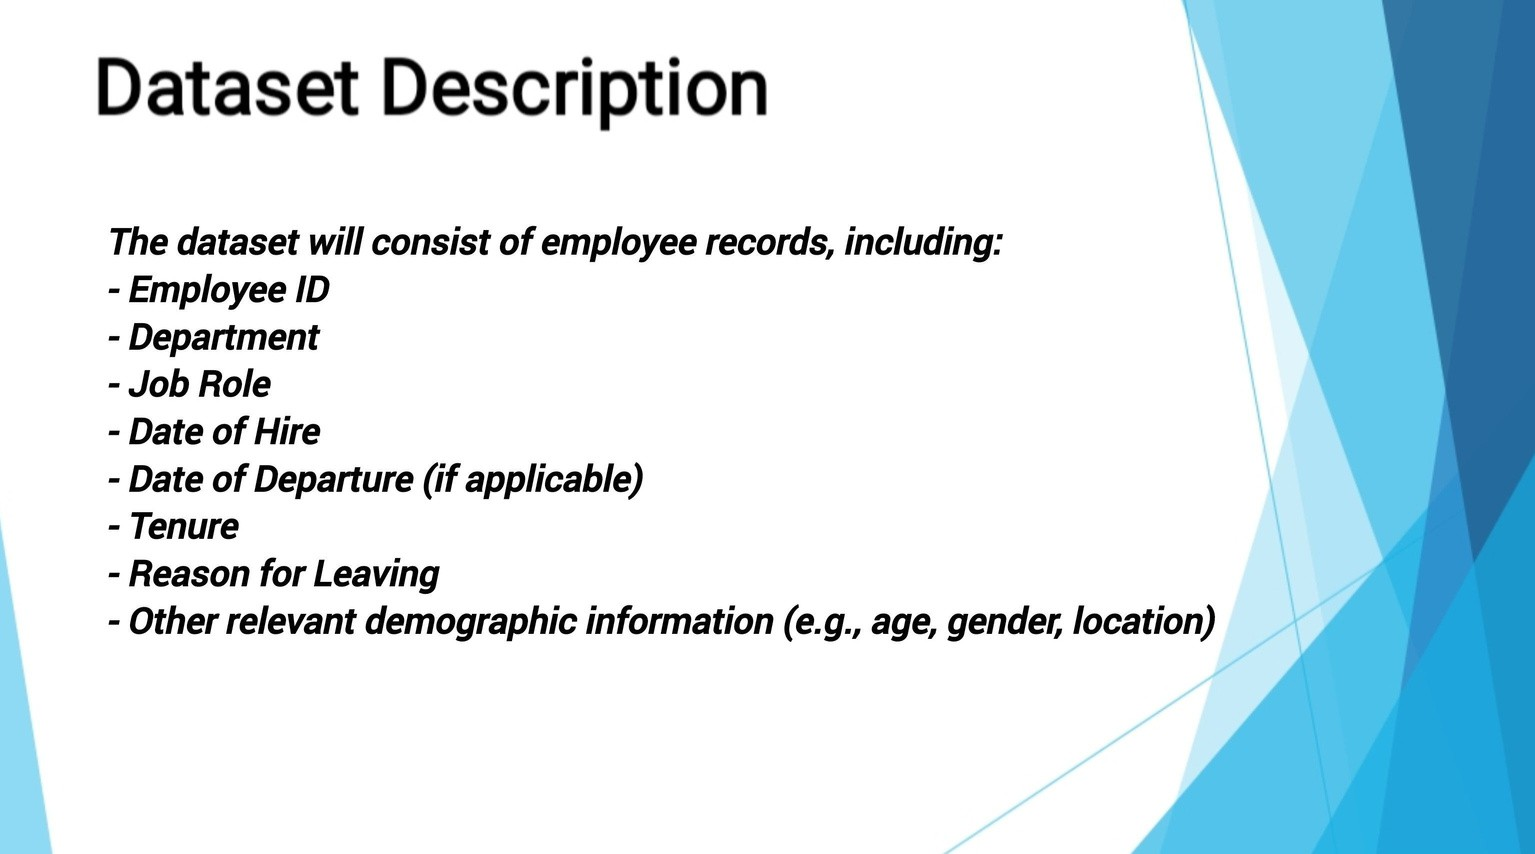 Dataset Description
The dataset will consist of employee records, including:
- Employee ID
- Department
- Job Role
- Date of Hire
- Date of Departure (if applicable)
- Tenure
- Reason for Leaving
- Other relevant demographic information (e.g., age, gender, location)